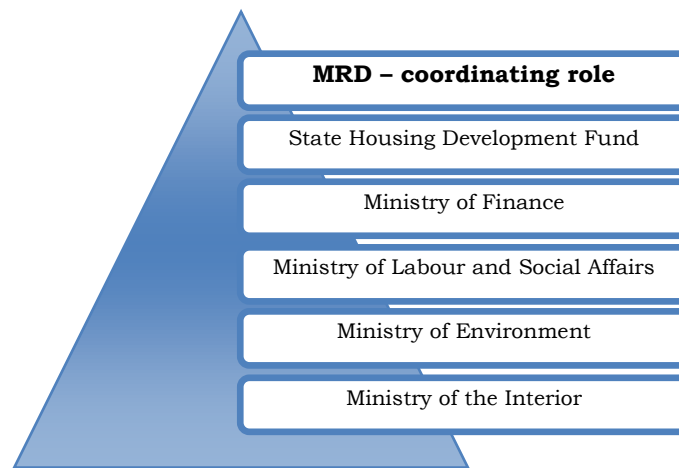 MRD – coordinating role
State Housing Development Fund
Ministry of Finance
Ministry of Labour and Social Affairs
Ministry of Environment
Ministry of the Interior